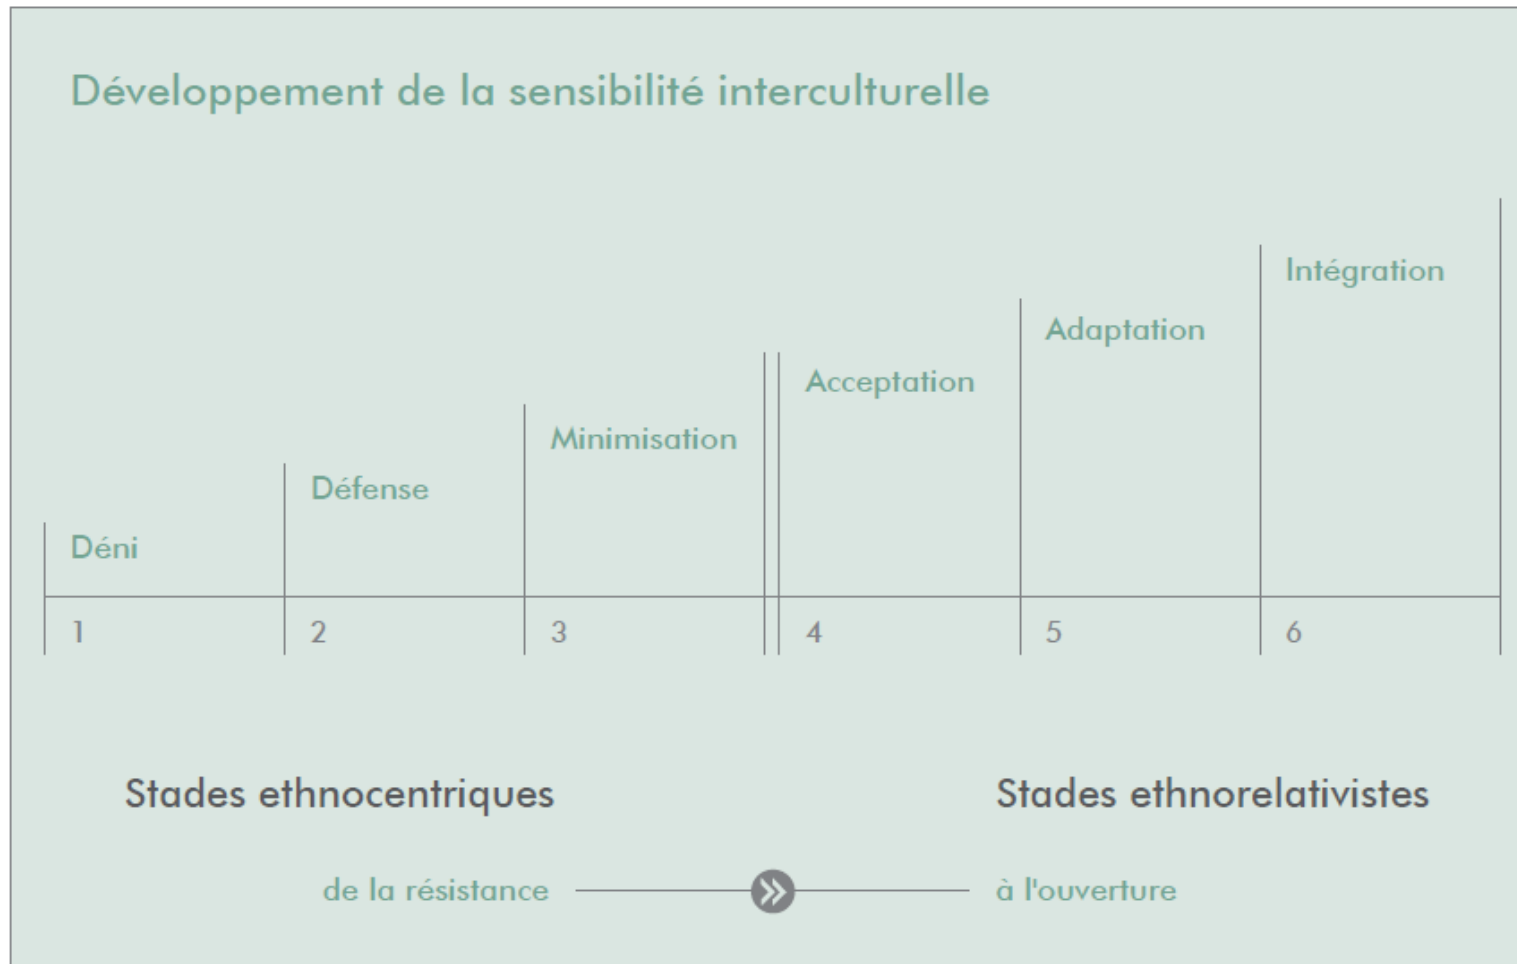 Développement de la sensibilité interculturelle
Intégration
Adaptation
Acceptation
Minimisation
Défense
Déni
1 2 3 4 5 6
Stades ethnocentriques Stades ethnorelativistes
de la résistance à l'ouverture